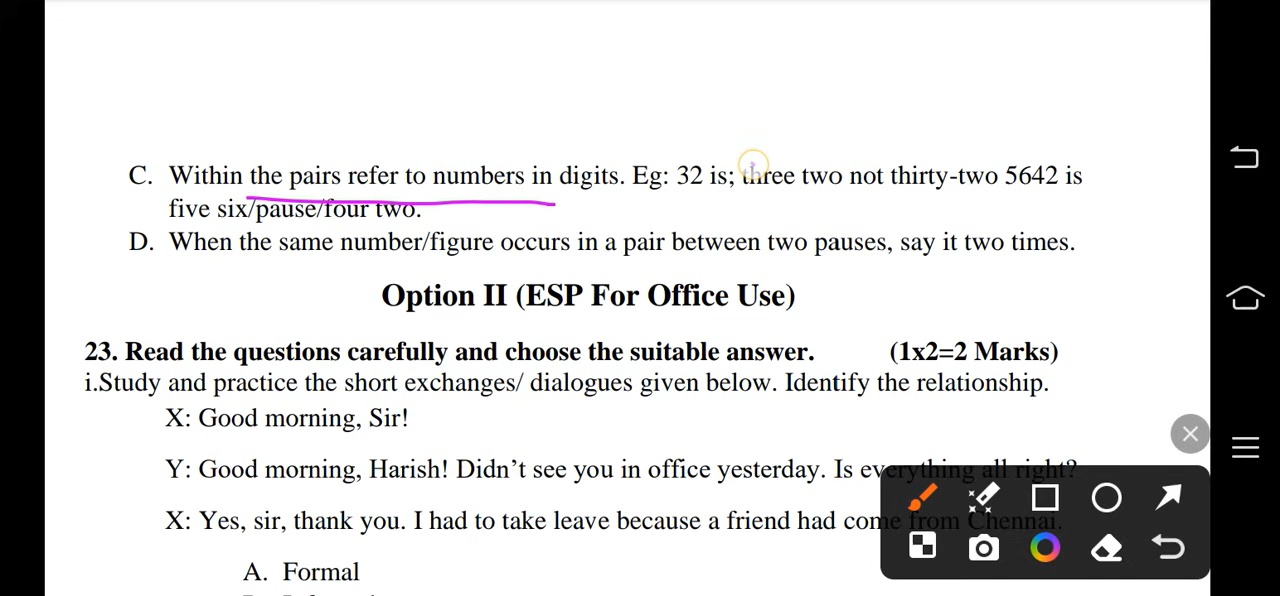 C. Within the pairs refer to numbers in digits. Eg: 32 is; three two not thirty-two 5642 is
five six/pause/four two.
D. When the same number/figure occurs in a pair between two pauses, say it two times.
Option II (ESP For Office Use)
23. Read the questions carefully and choose the suitable answer. (1x2=2 Marks)
i.Study and practice the short exchanges/ dialogues given below. Identify the relationship.
X: Good morning, Sir!
Y: Good morning, Harish! Didn't see you in office yesterday. Is everything all right?
X: Yes, sir, thank you. I had to take leave because a friend had come from Chennai.
A. Formal